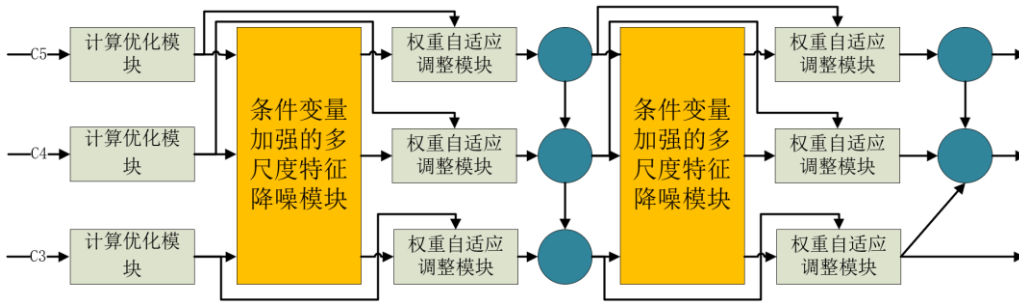 C5
计算优化模
块
C4
计算优化模
块
C3
计算优化模
块
条件变量
加强的多
尺度特征
降噪模块
权重自适应
调整模块
权重自适应
调整模块
权重自适应
调整模块
条件变量
加强的多
尺度特征
降噪模块
权重自适应
调整模块
权重自适应
调整模块
权重自适应
调整模块